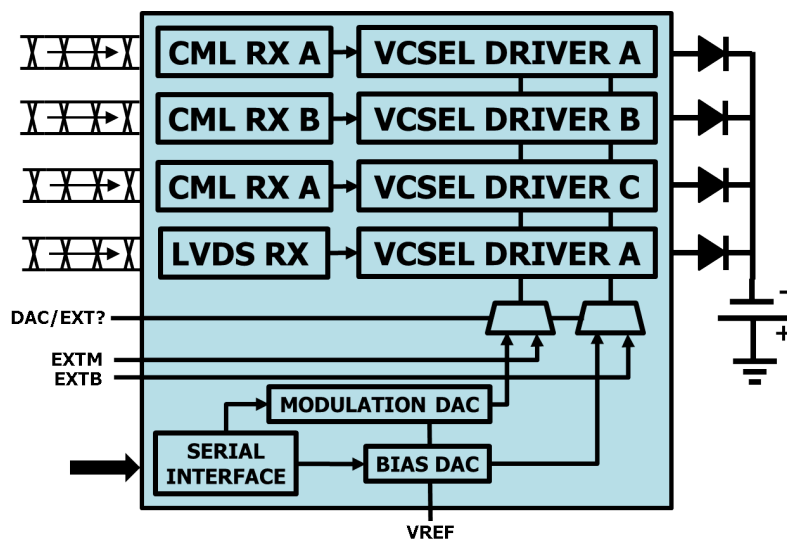 CML RX A
VCSEL DRIVER A
CML RX B
VCSEL DRIVER B
CML RX A
VCSEL DRIVER C
LVDS RX
VCSEL DRIVER A
DAC/EXT?
EXTM
EXTB
MODULATION DAC
SERIAL
INTERFACE
BIAS DAC
VREF
-
+